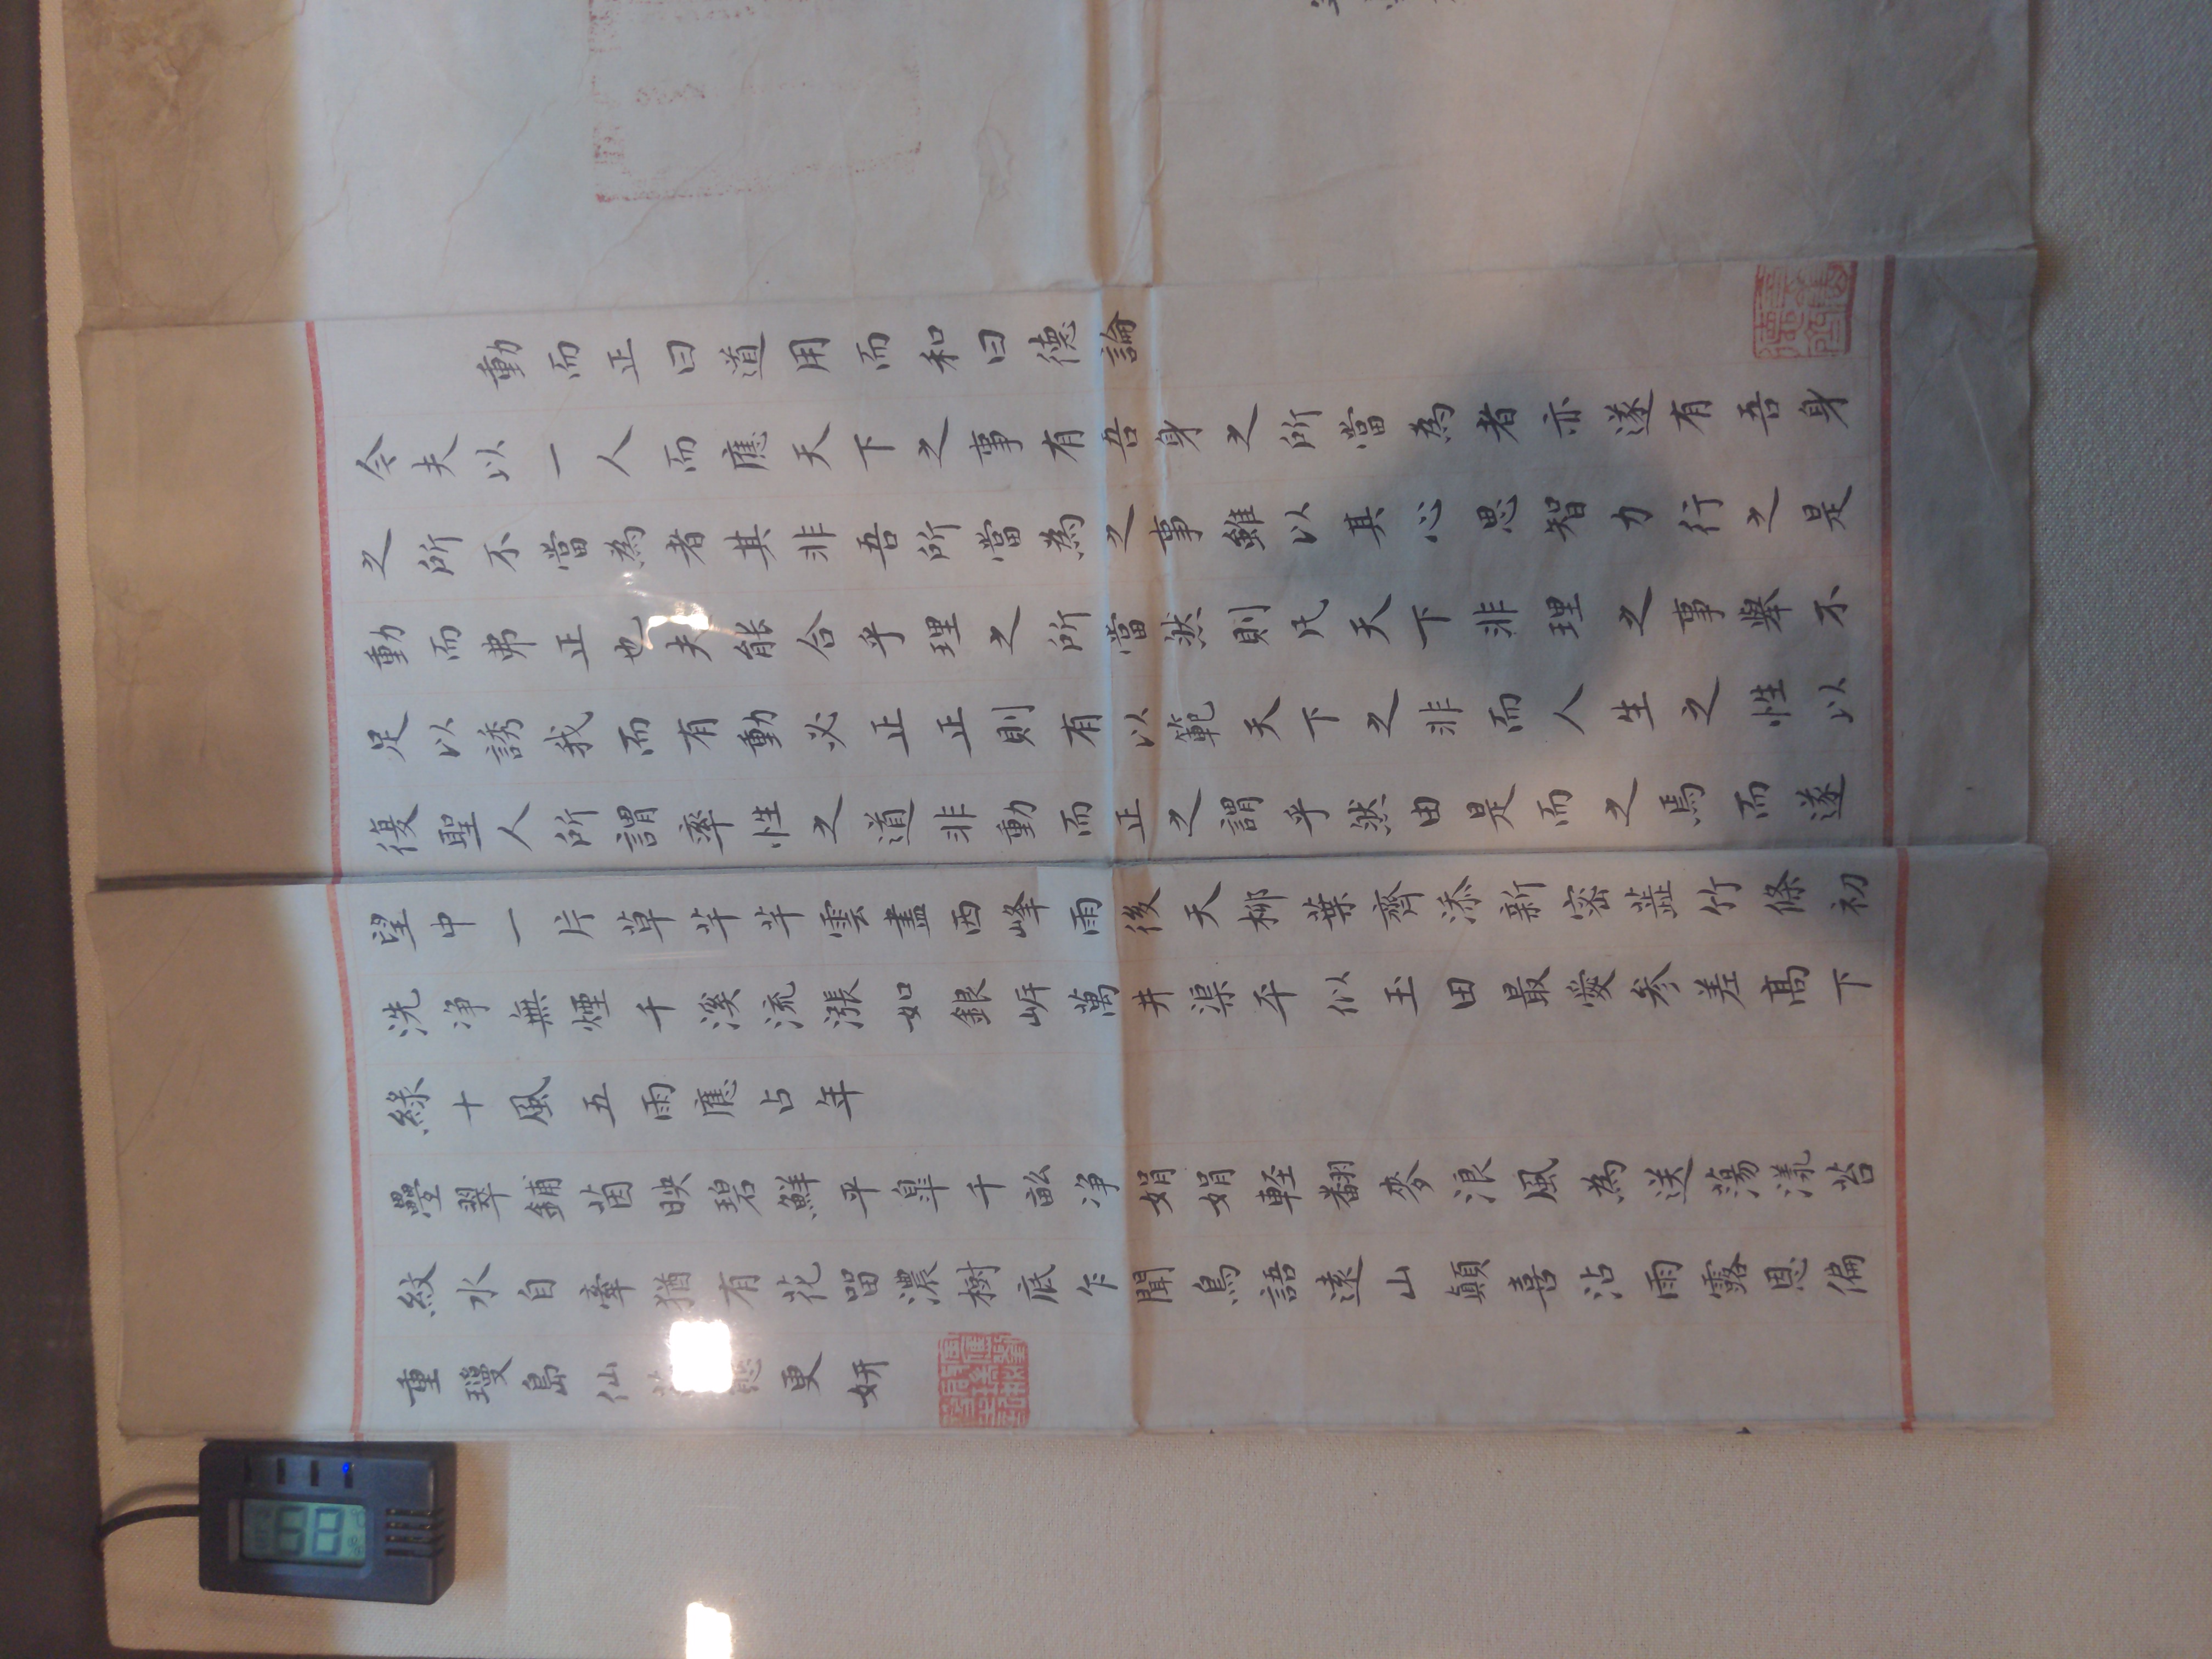 動而正曰道用而和曰德論
今夫以一人而應天下之事有吾身之所當為者亦遂有吾身
之所不當為者其非吾所當為之事雖以其心思智力行之是
動而弗正也夫能合乎理之所當然則凡天下非理之事舉不
足以誘我而有動必正正則有以範天下之非而人生之性以
復聖人所謂率性之道非動而正之謂乎然由是而之焉而遂
望中一片草芊芊雲盡西峰雨後天柳葉齊添新密葢竹條初
洗净無煙千溪流漲如銀㟁萬井渠平似玉田最愛参差高下
綠十風五雨應占年
疊翠鋪茵映碧鮮平臯千畝净娟娟輕翻麥浪風為送蕩漾苔
紋水自牽猶有花留濃樹底乍聞鳥語遠山巔喜沾雨露恩偏
重瓊島仙更妍